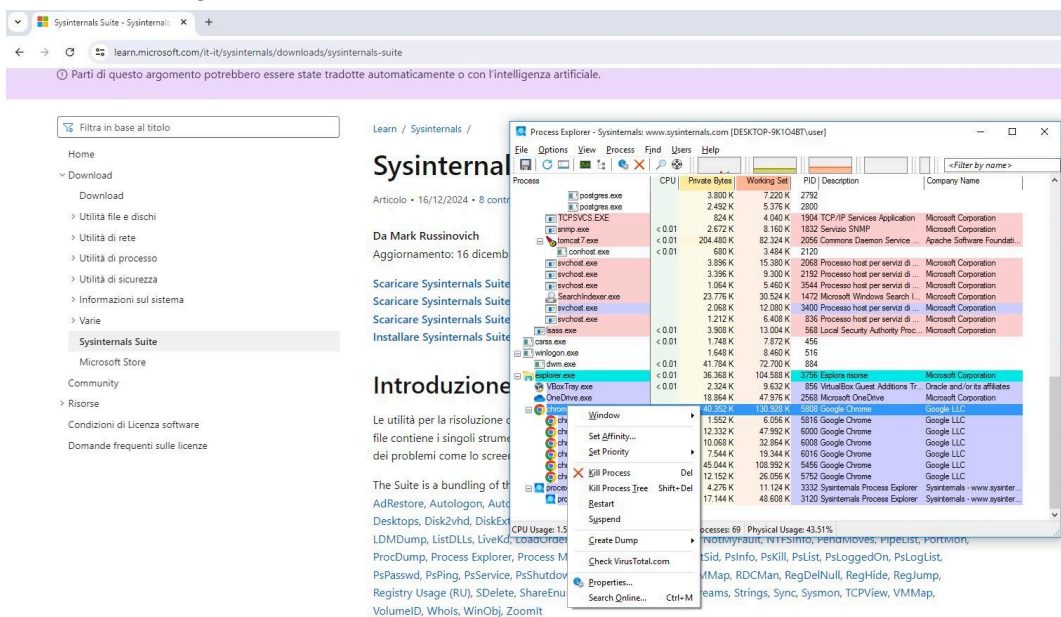 Sysinternals Suite - Sysinternals
learn.microsoft.com/it-it/sysinternals/downloads/sysinternals-suite
Parti di questo argomento potrebbero essere state tradotte automaticamente o con l'intelligenza artificiale.
Filtra in base al titolo
Home
Download
Download
Utilità file e dischi
Utilità di rete
Utilità di processo
Utilità di sicurezza
Informazioni sul sistema
Varie
Sysinternals Suite
Microsoft Store
Community
Risorse
Condizioni di Licenza software
Domande frequenti sulle licenze
Learn / Sysinternals /
Sysinternal
Articolo • 16/12/2024 • 8 contr
Da Mark Russinovich
Aggiornamento: 16 dicemb
Scaricare Sysinternals Suite
Scaricare Sysinternals Suite
Scaricare Sysinternals Suite
Installare Sysinternals Suite
Introduzione
Le utilità per la risoluzione
file contiene i singoli strume
dei problemi come lo scree
The Suite is a bundling of th
AdRestore, Autologon, Auto
Desktops, Disk2vhd, DiskExt
LDMDump, ListDLLs, LiveKd, LoadOrder NotMyFault, NTFSInfo, PendMoves, PipeList, PortMon,
ProcDump, Process Explorer, Process M tSid, PsInfo, PsKill, PsList, PsLoggedOn, PsLogList,
PsPasswd, PsPing, PsService, PsShutdow MMap, RDCMan, RegDelNull, RegHide, RegJump,
Registry Usage (RU), SDelete, ShareEnu reams, Strings, Sync, Sysmon, TCPView, VMMap,
VolumeID, WhoIs, WinObj, ZoomIt
Process Explorer - Sysinternals: www.sysinternals.com [DESKTOP-9K1O4BT\user]
File Options View Process Find Users Help
<Filter by name>
Process CPU Private Bytes Working Set PID Description Company Name
postgres.exe 3.800 K 7.220 K 2792
postgres.exe 2.492 K 5.376 K 2800
TCPSVCS.EXE 824 K 4.040 K 1904 TCP/IP Services Application Microsoft Corporation
snmp.exe < 0.01 2.672 K 8.160 K 1832 Servizio SNMP Microsoft Corporation
tomcat7.exe < 0.01 204.480 K 82.324 K 2056 Commons Daemon Service ... Apache Software Foundati...
conhost.exe < 0.01 680 K 3.484 K 2120
svchost.exe 3.896 K 15.380 K 2068 Processo host per servizi di ... Microsoft Corporation
svchost.exe 3.396 K 9.300 K 2192 Processo host per servizi di ... Microsoft Corporation
svchost.exe 1.064 K 5.460 K 3544 Processo host per servizi di ... Microsoft Corporation
SearchIndexer.exe 23.776 K 30.524 K 1472 Microsoft Windows Search I... Microsoft Corporation
svchost.exe 2.068 K 12.080 K 3400 Processo host per servizi di ... Microsoft Corporation
svchost.exe 1.212 K 6.408 K 836 Processo host per servizi di ... Microsoft Corporation
lsass.exe < 0.01 3.908 K 13.004 K 568 Local Security Authority Proc... Microsoft Corporation
csrss.exe < 0.01 1.748 K 7.872 K 456
winlogon.exe 1.648 K 8.460 K 516
dwm.exe < 0.01 41.784 K 72.700 K 884
explorer.exe < 0.01 36.368 K 104.588 K 3756 Esplora risorse Microsoft Corporation
VBoxTray.exe < 0.01 2.324 K 9.632 K 856 VirtualBox Guest Additions Tr... Oracle and/or its affiliates
OneDrive.exe 18.864 K 47.976 K 2568 Microsoft OneDrive Microsoft Corporation
chrom 40.352 K 130.928 K 5808 Google Chrome Google LLC
ch 1.552 K 6.056 K 5816 Google Chrome Google LLC
ch 12.332 K 47.992 K 6000 Google Chrome Google LLC
ch 10.068 K 32.864 K 6008 Google Chrome Google LLC
ch 7.544 K 19.344 K 6016 Google Chrome Google LLC
ch 45.044 K 108.992 K 5456 Google Chrome Google LLC
ch 12.152 K 26.056 K 5752 Google Chrome Google LLC
procex 4.276 K 11.124 K 3332 Sysinternals Process Explorer Sysinternals - www.sysinter...
pro 17.144 K 48.608 K 3120 Sysinternals Process Explorer Sysinternals - www.sysinter...
CPU Usage: 1.5 ocesses: 69 Physical Usage: 43.51%
Window
Set Affinity...
Set Priority
Kill Process Del
Kill Process Tree Shift+Del
Restart
Suspend
Create Dump
Check VirusTotal.com
Properties...
Search Online... Ctrl+M